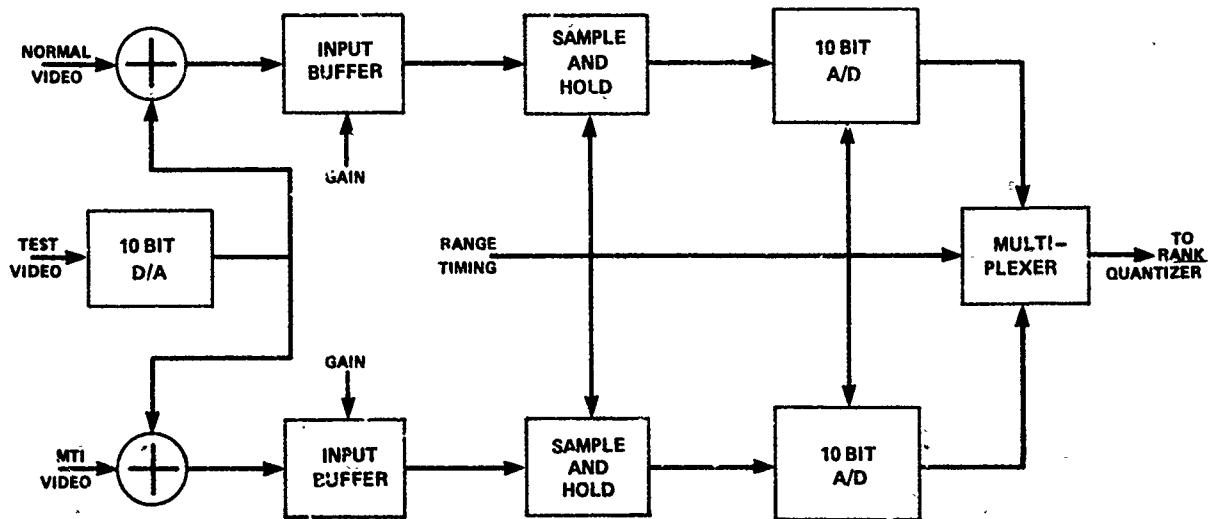 NORMAL
VIDEO
INPUT
BUFFER
SAMPLE
AND
HOLD
10 BIT
A/D
GAIN
TEST
VIDEO
10 BIT
D/A
RANGE
TIMING
MULTI-
PLEXER
TO
RANK
QUANTIZER
GAIN
MTI
VIDEO
INPUT
BUFFER
SAMPLE
AND
HOLD
10 BIT
A/D